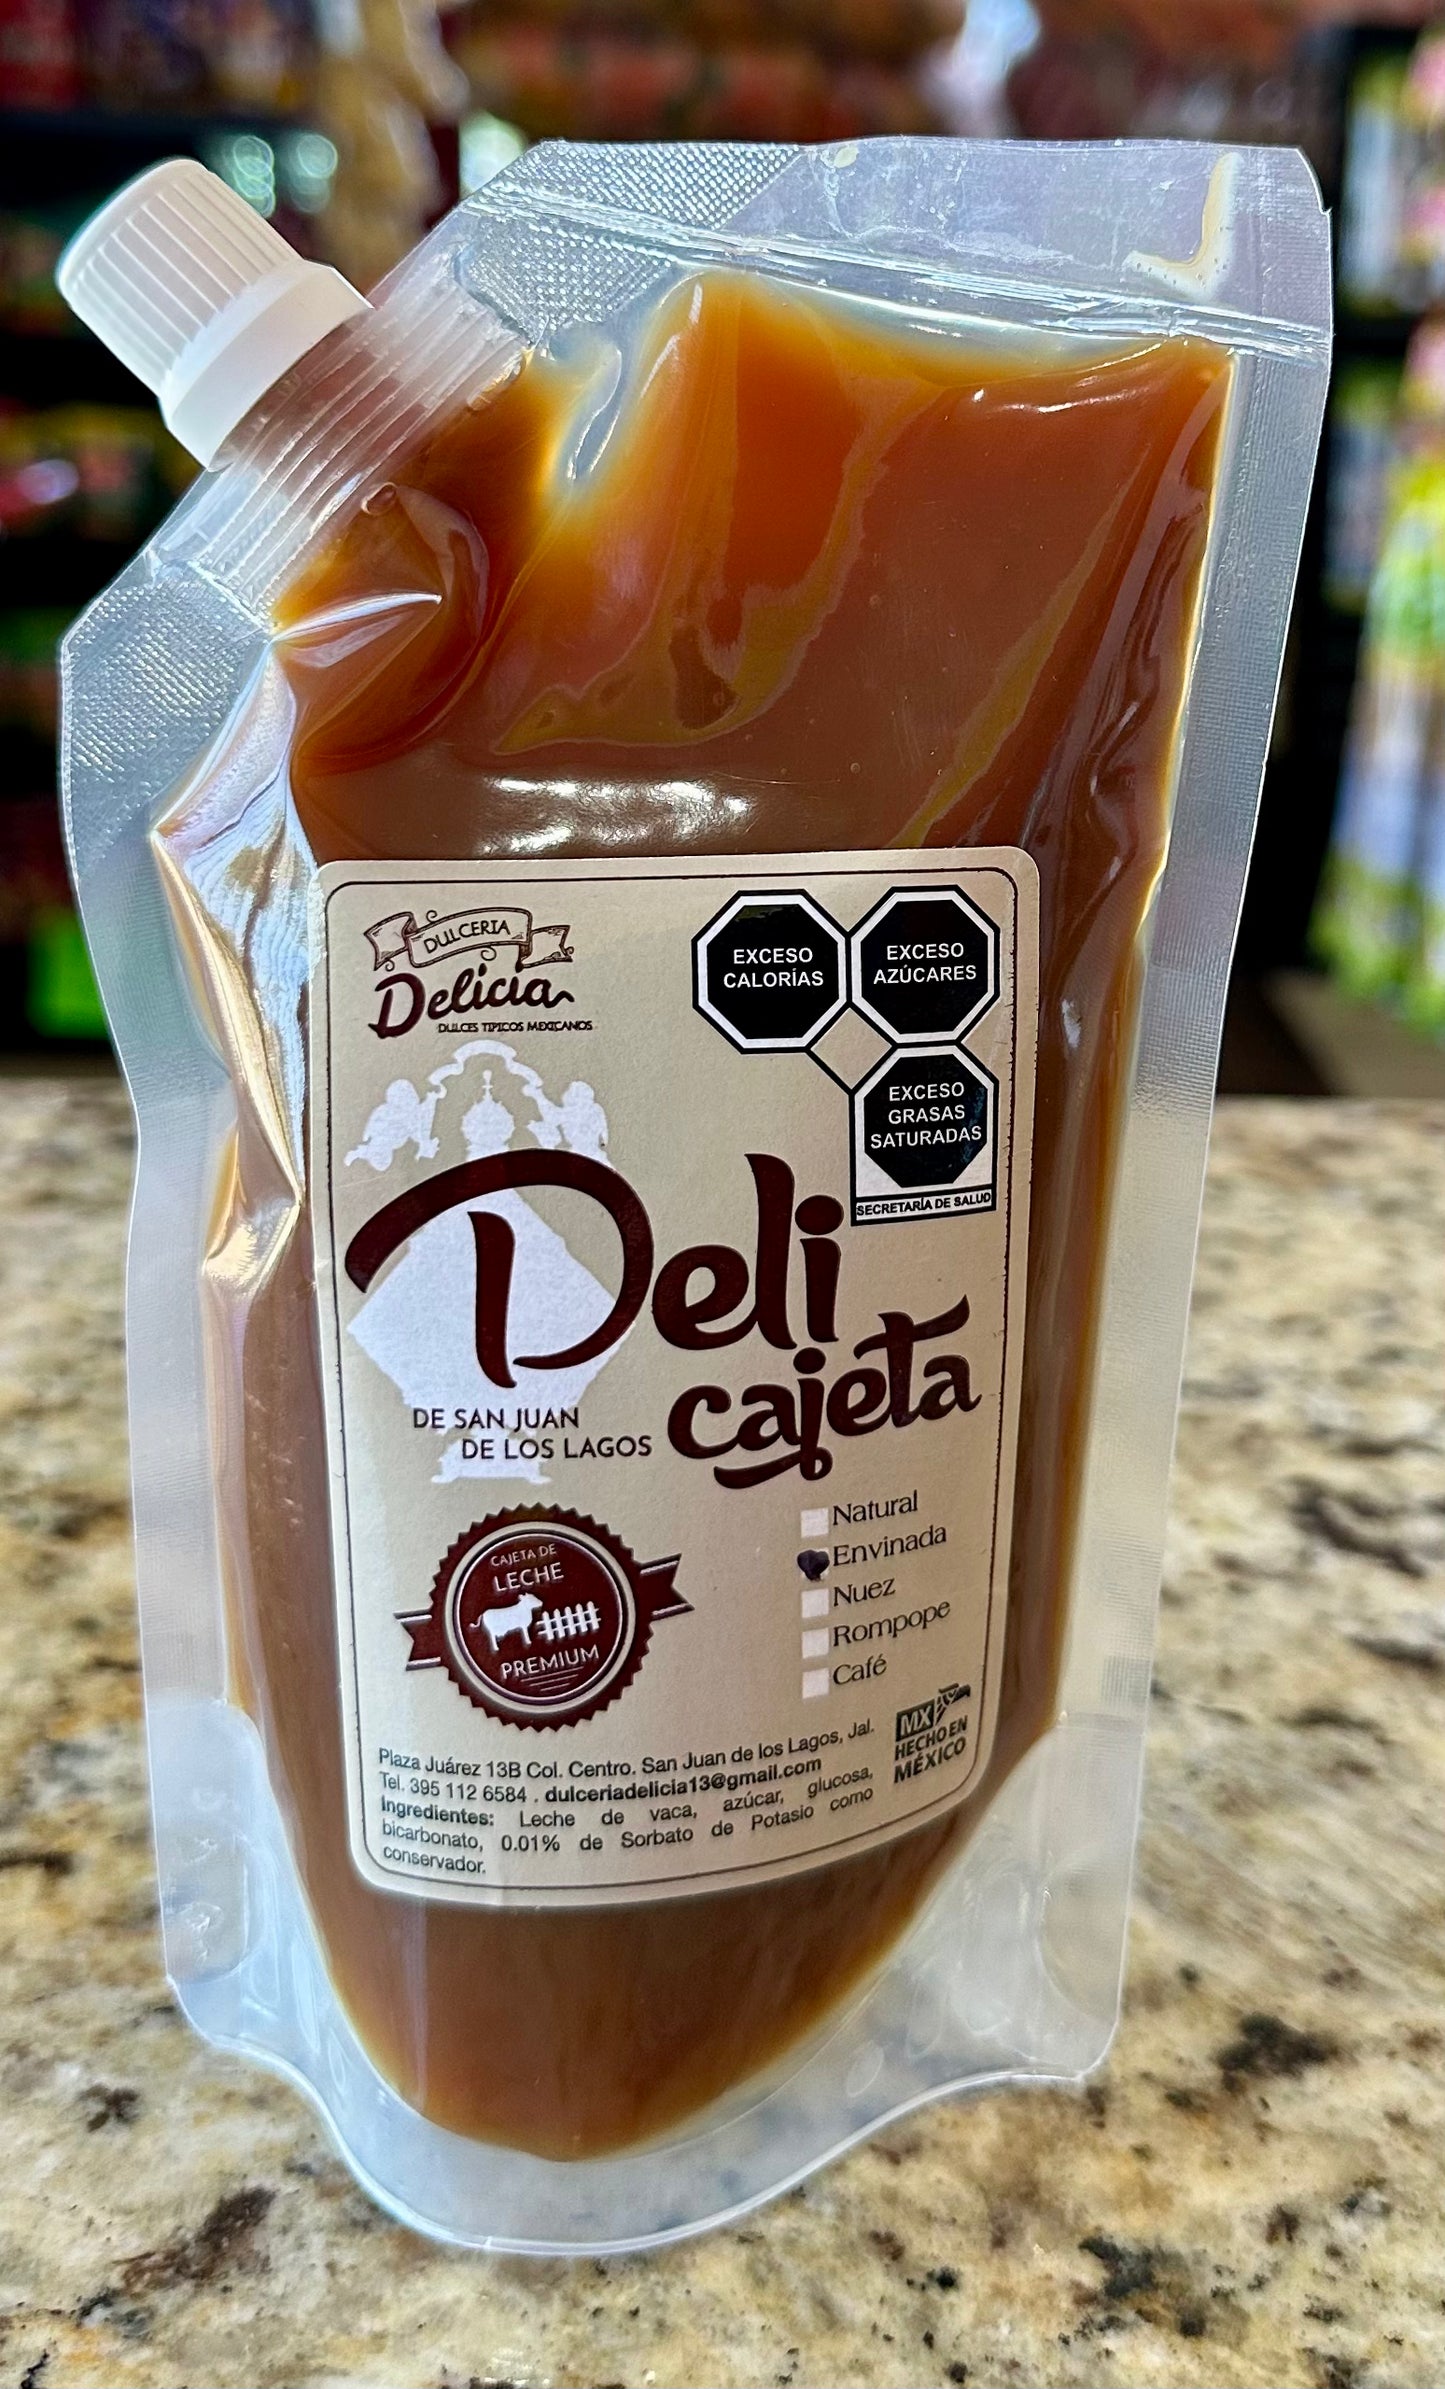 DULCERIA
Delicia
DULCES TIPICOS MEXICANOS
EXCESO
CALORÍAS
EXCESO
AZÚCARES
EXCESO
GRASAS
SATURADAS
SECRETARÍA DE SALUD
Deli
cajeta
DE SAN JUAN
DE LOS LAGOS
CAJETA DE
LECHE
PREMIUM
Natural
Envinada
Nuez
Rompope
Café
Plaza Juárez 13B Col. Centro. San Juan de los Lagos, Jal.
Tel. 395 112 6584 . dulceriadelicia13@gmail.com
Ingredientes: Leche de vaca, azúcar, glucosa,
bicarbonato, 0.01% de Sorbato de Potasio como
conservador.
MX
HECHO EN
MÉXICO